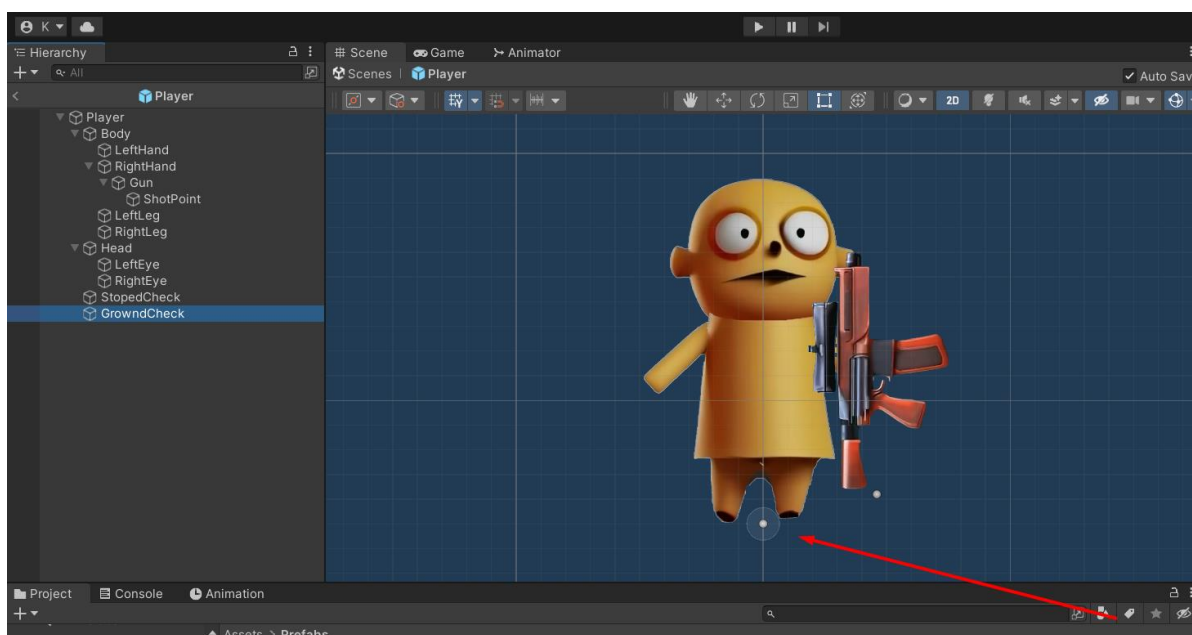 K
Hierarchy
All
Player
Player
Body
LeftHand
RightHand
Gun
ShotPoint
LeftLeg
RightLeg
Head
LeftEye
RightEye
StopedCheck
GrowndCheck
# Scene Game Animator
Scenes | Player
Auto Sav
2D
Project Console Animation
Assets > Prefabs